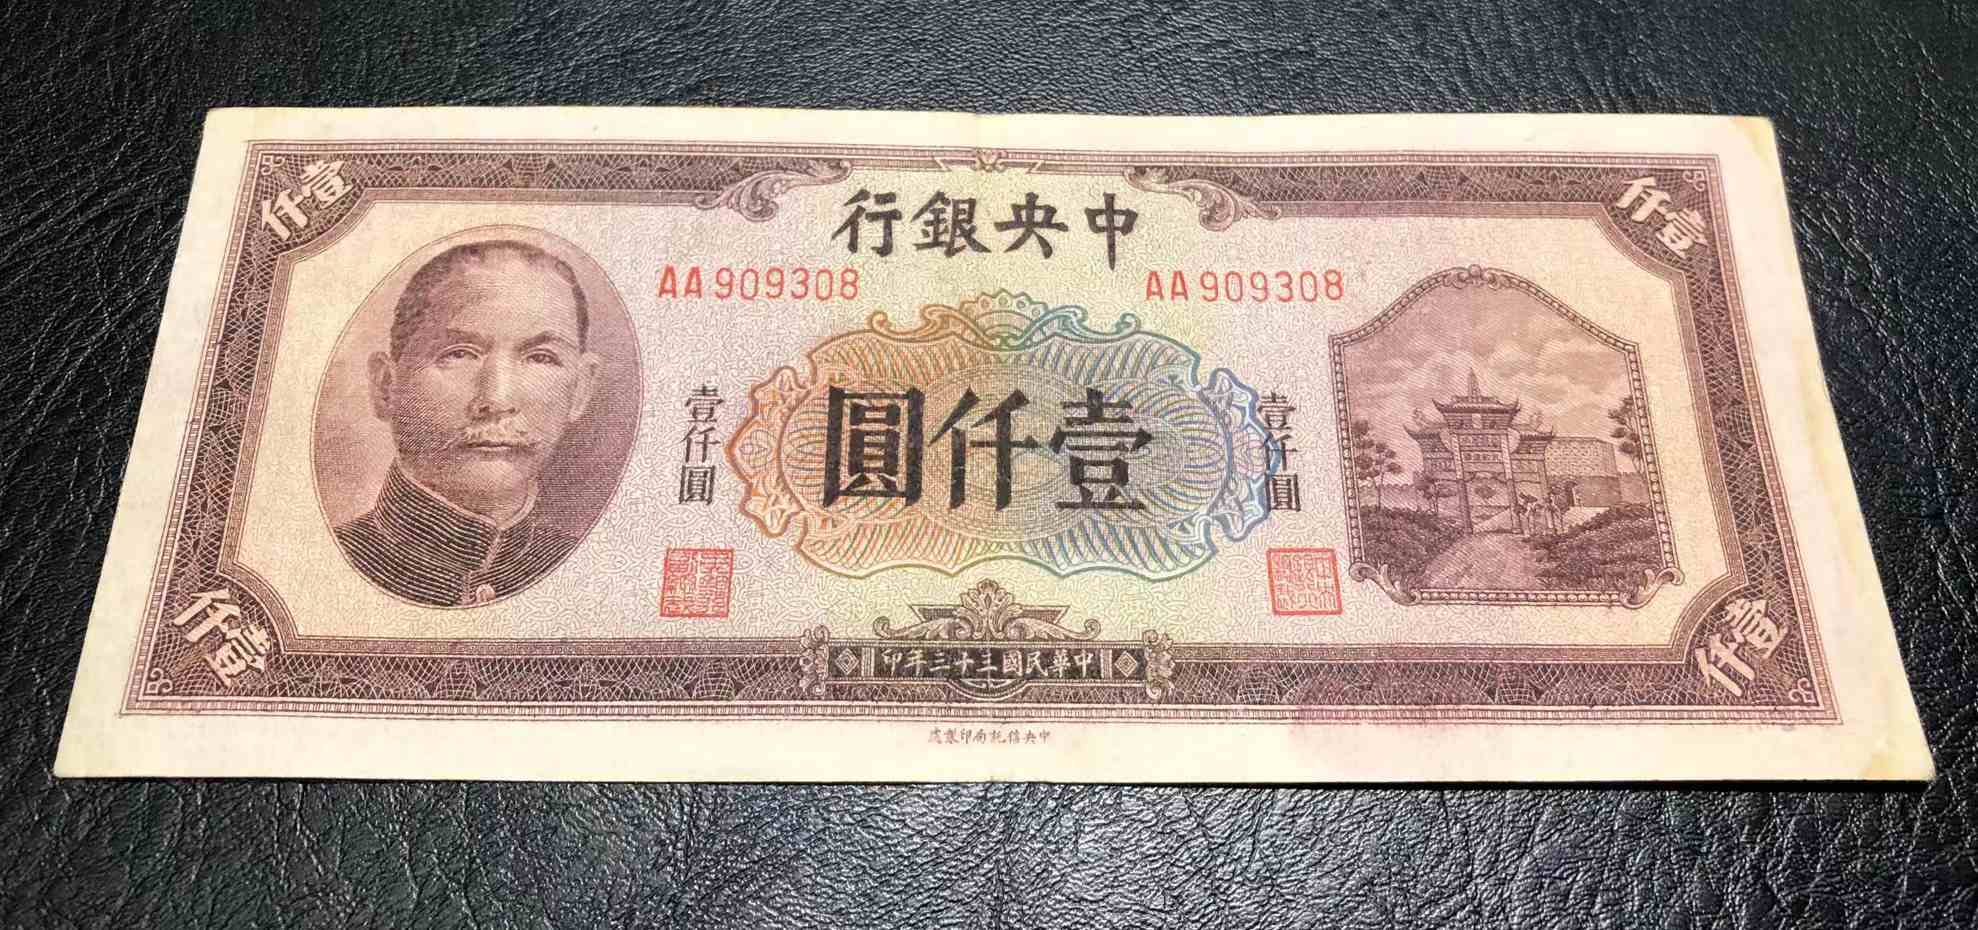 中央銀行
AA909308
AA909308
壹仟
壹仟
壹仟圓
壹仟圓
壹仟圓
壹仟
壹仟
中華民國三十三年印
中央信託局印製處